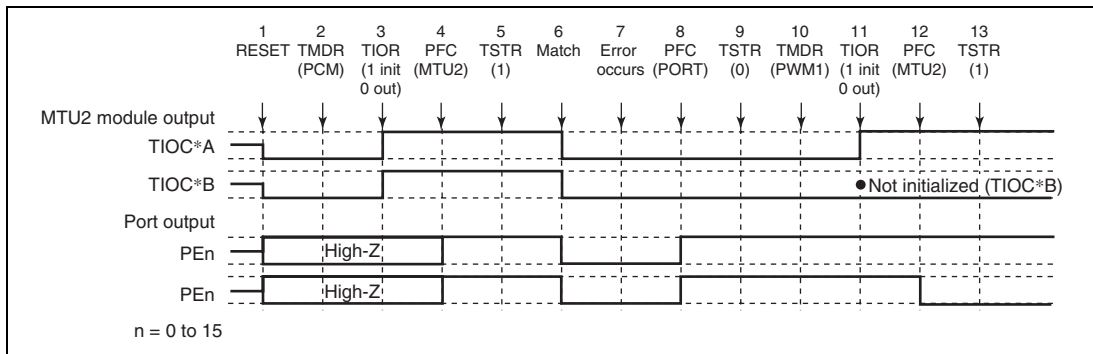 1 2 3 4 5 6 7 8 9 10 11 12 13
RESET TMDR TIOR PFC TSTR Match Error PFC TSTR TMDR TIOR PFC TSTR
(PCM) (1 init (MTU2) (1) occurs (PORT) (0) (PWM1) (1 init (MTU2) (1)
0 out) 0 out)
MTU2 module output
TIOC*A
TIOC*B
● Not initialized (TIOC*B)
Port output
PEn
High-Z
PEn
High-Z
n = 0 to 15